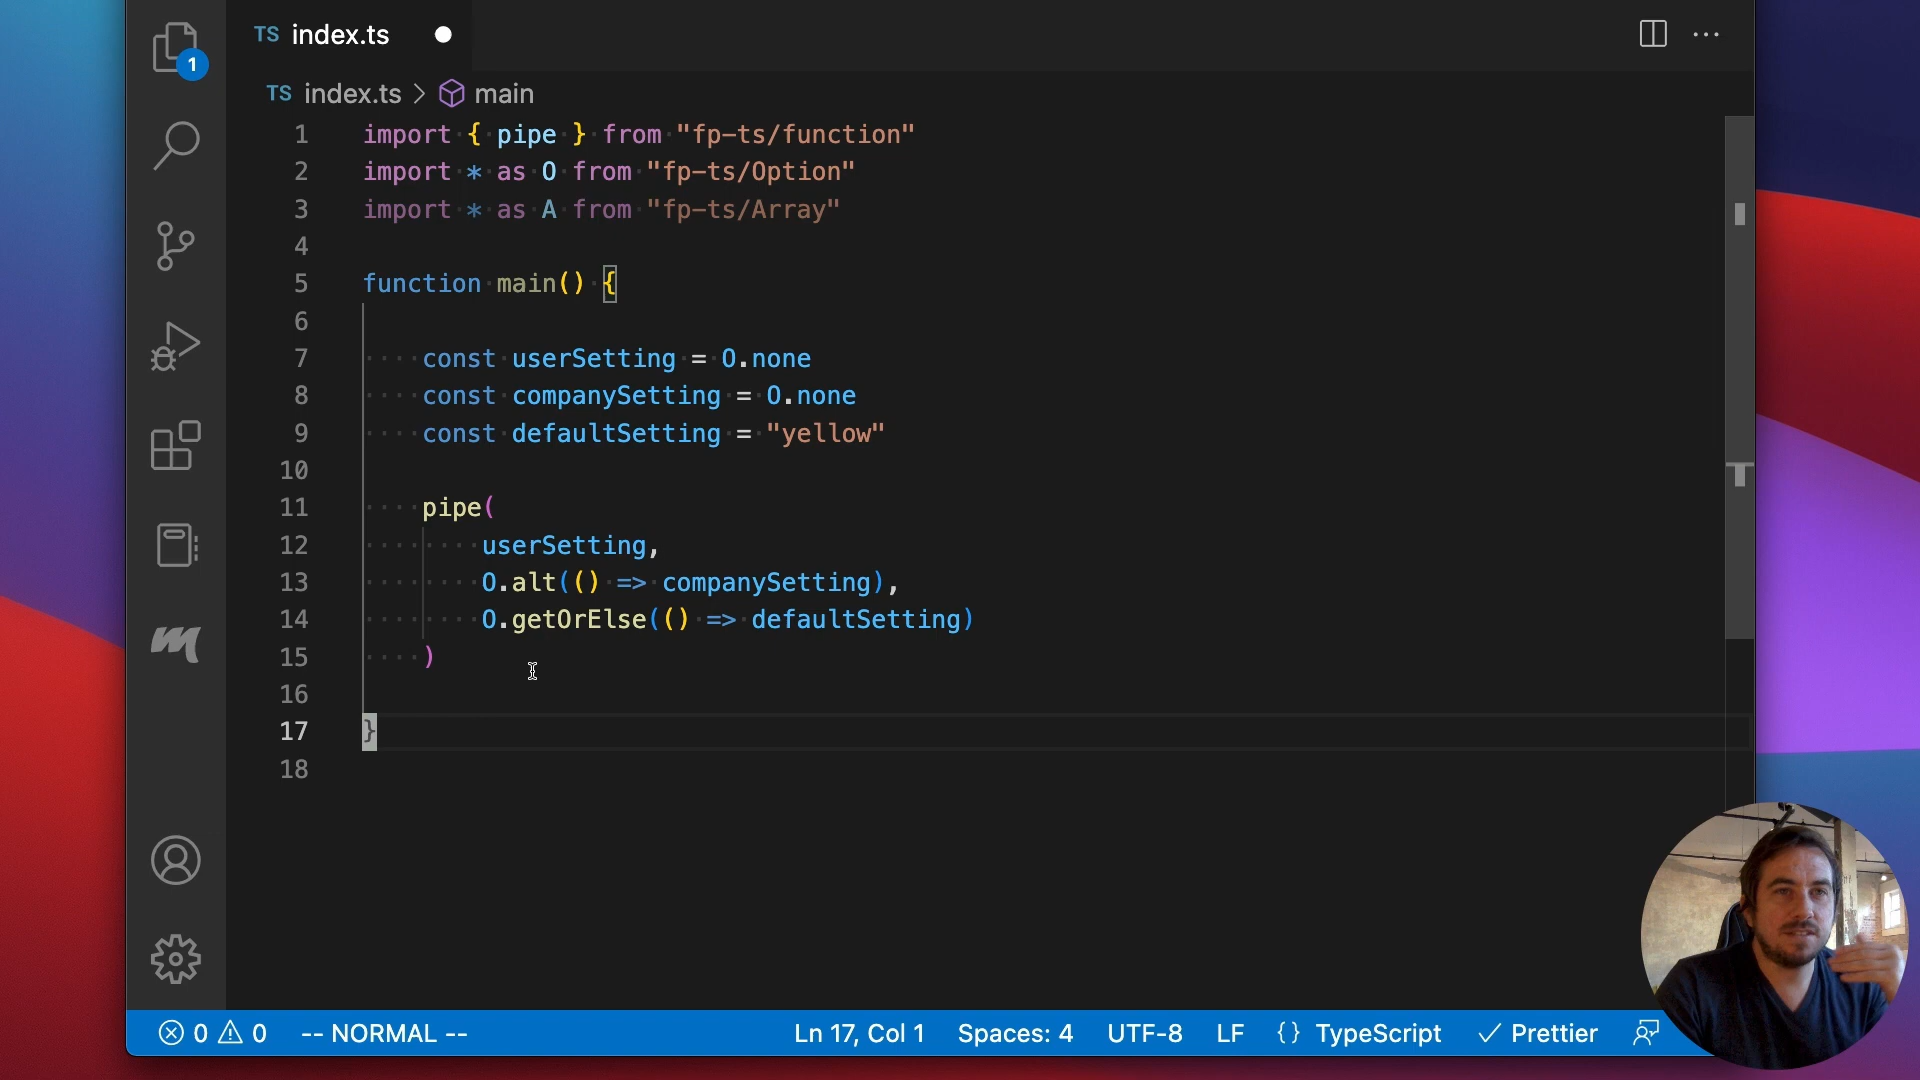 TS index.ts
1
TS index.ts > main
1 import { pipe } from "fp-ts/function"
2 import * as O from "fp-ts/Option"
3 import * as A from "fp-ts/Array"
4
5 function main() {
6
7 const userSetting = O.none
8 const companySetting = O.none
9 const defaultSetting = "yellow"
10
11 pipe(
12 userSetting,
13 O.alt(() => companySetting),
14 O.getOrElse(() => defaultSetting)
15 )
16
17 }
18
0 0 -- NORMAL -- Ln 17, Col 1 Spaces: 4 UTF-8 LF {} TypeScript ✓ Prettier